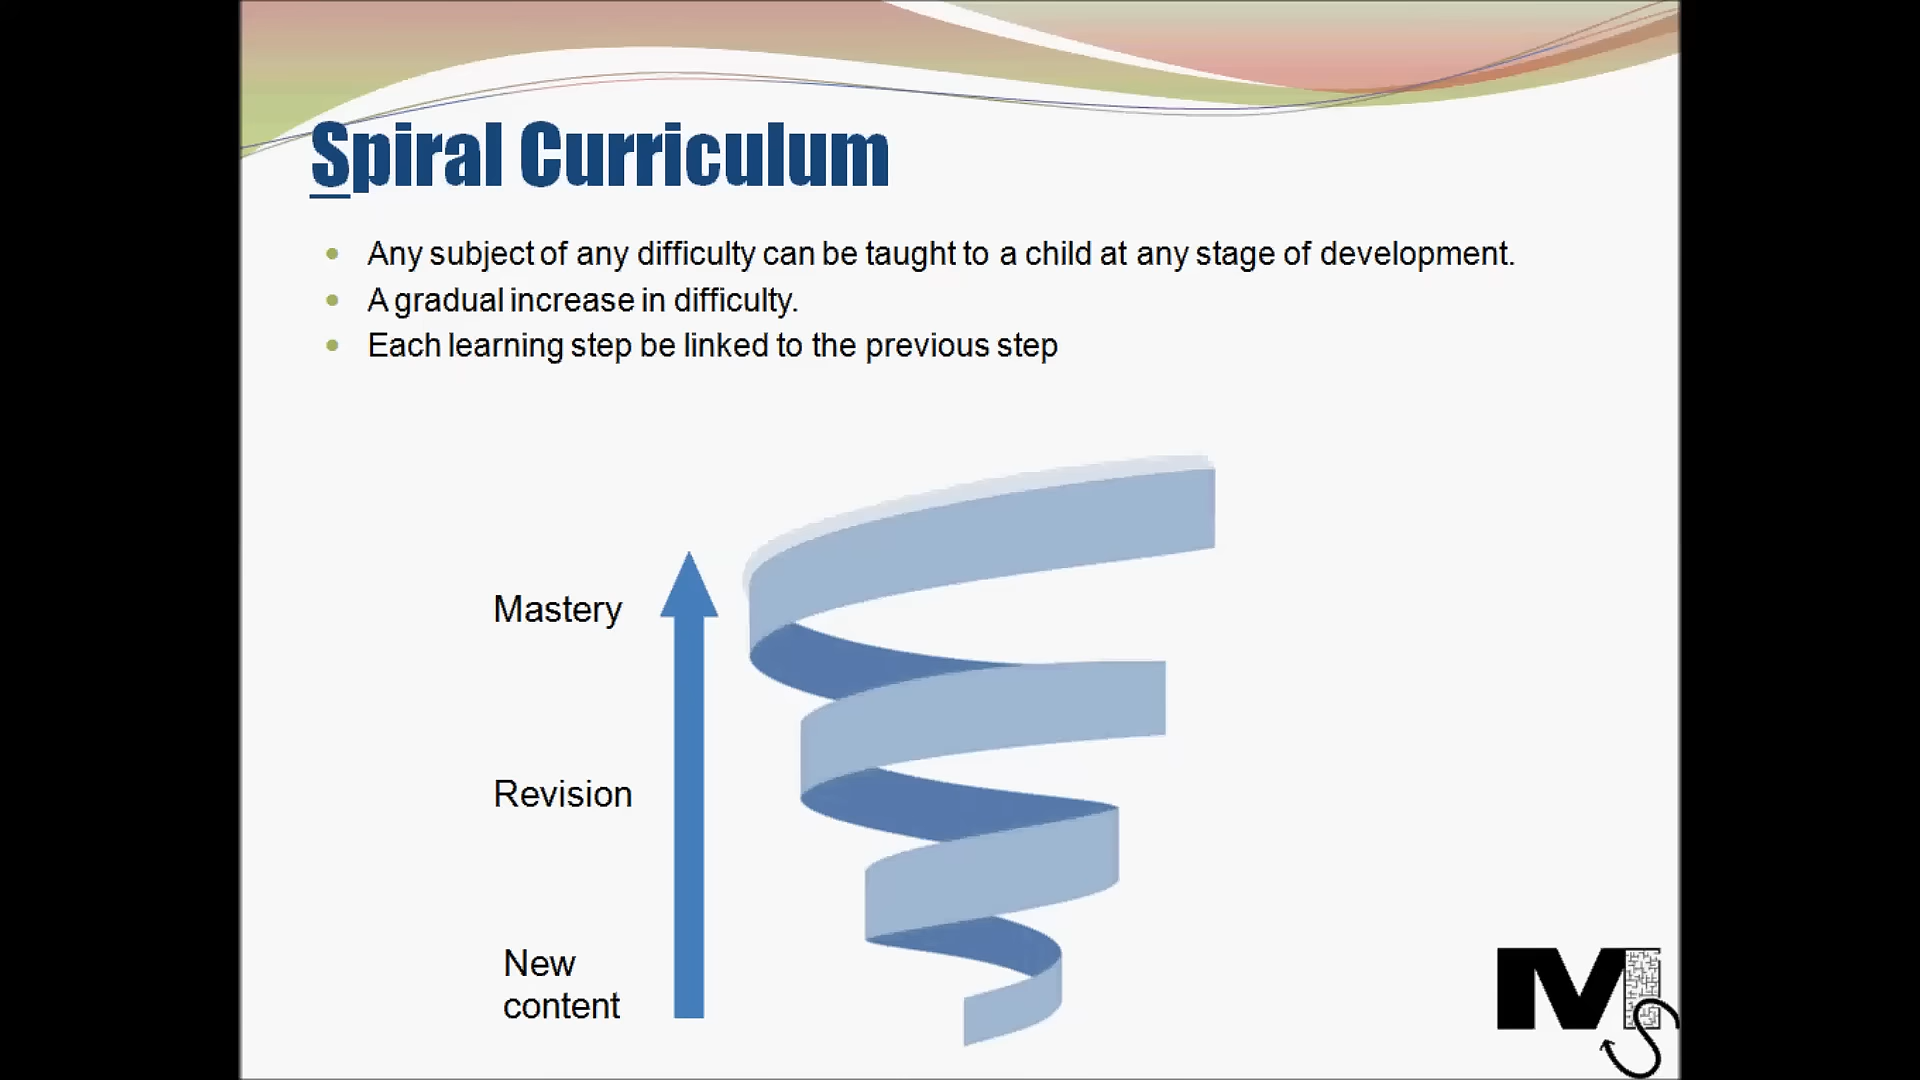 Spiral Curriculum
Any subject of any difficulty can be taught to a child at any stage of development.
A gradual increase in difficulty.
Each learning step be linked to the previous step
Mastery
Revision
New
content
MS